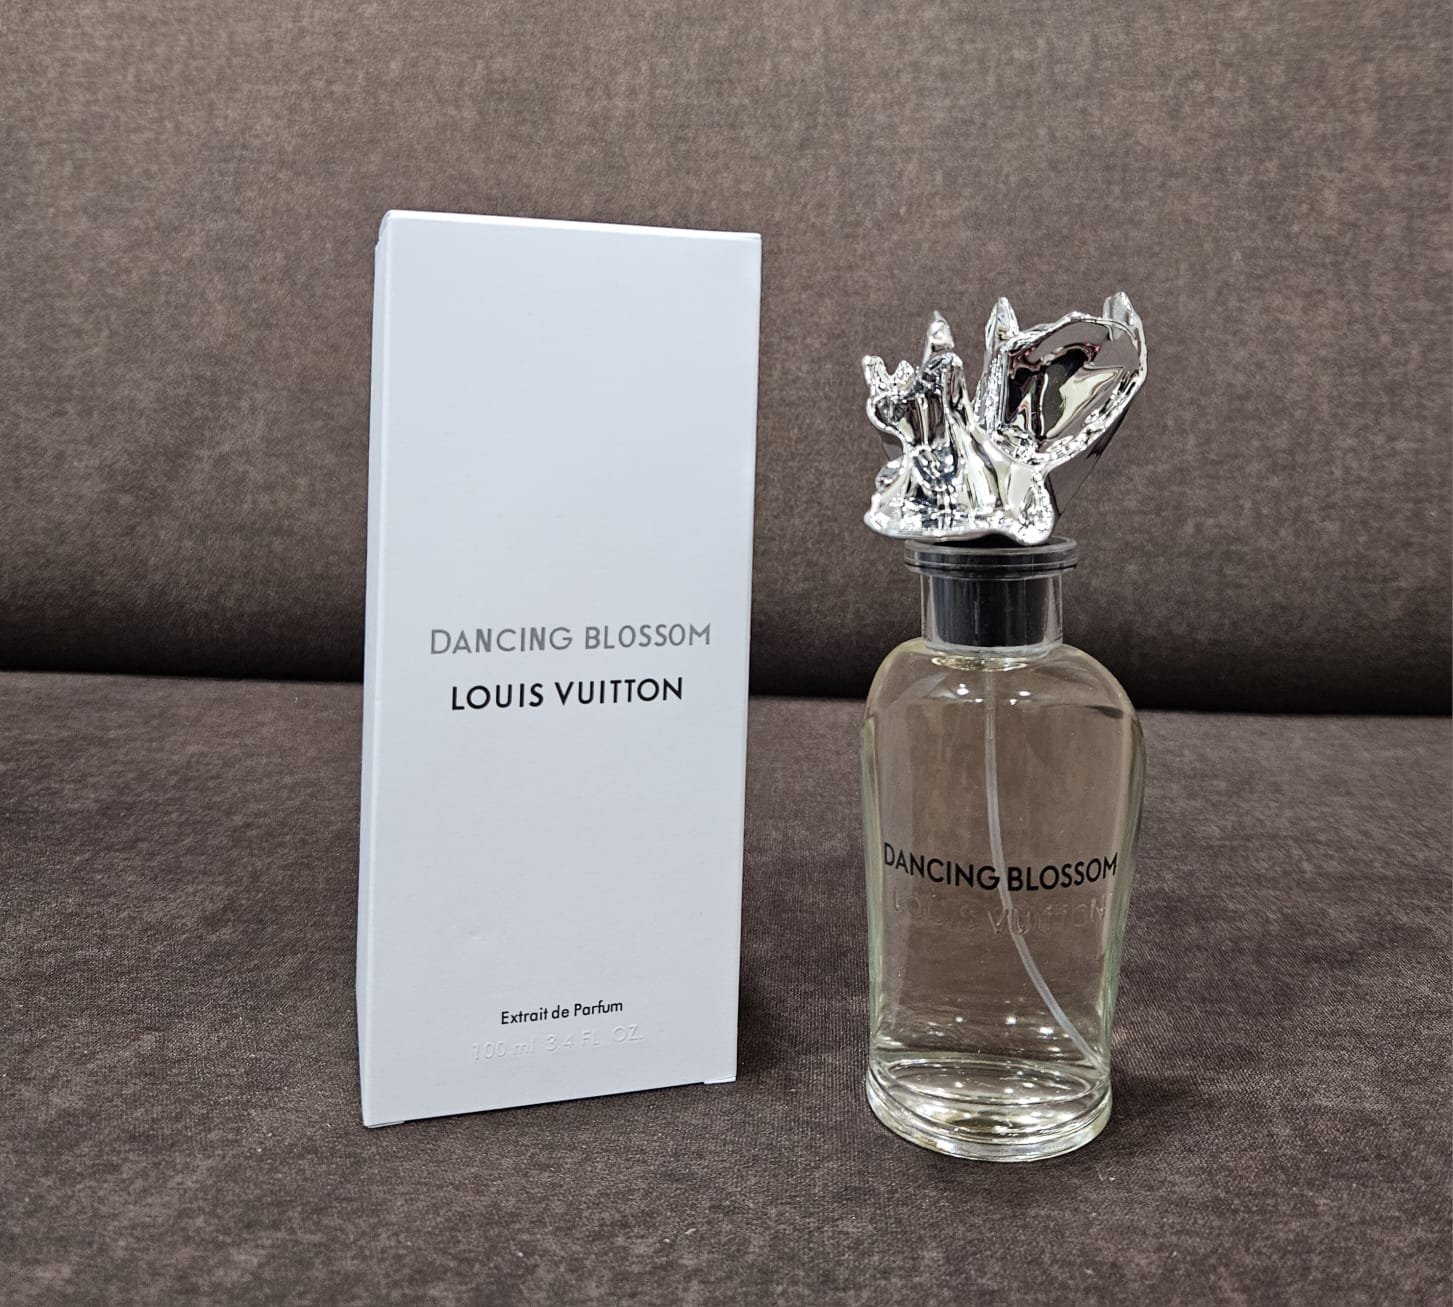 DANCING BLOSSOM
LOUIS VUITTON
Extrait de Parfum
100 ml 3.4 FL. OZ.
DANCING BLOSSOM
LOUIS VUITTON